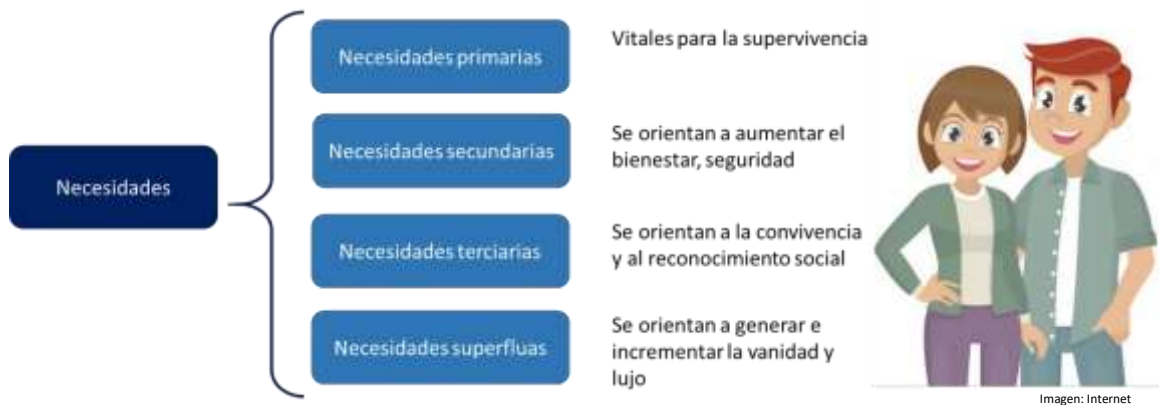 Necesidades
Necesidades primarias
Vitales para la supervivencia
Necesidades secundarias
Se orientan a aumentar el
bienestar, seguridad
Necesidades terciarias
Se orientan a la convivencia
y al reconocimiento social
Necesidades superfluas
Se orientan a generar e
incrementar la vanidad y
lujo
Imagen: Internet